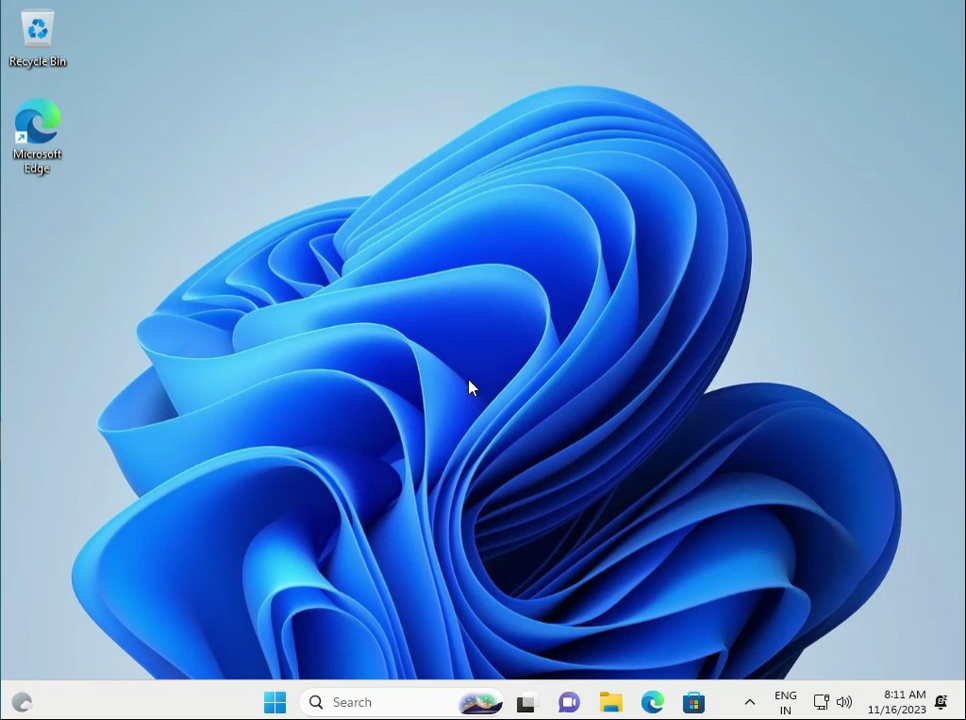 Recycle Bin
Microsoft
Edge
Search
ENG
IN
8:11 AM
11/16/2023